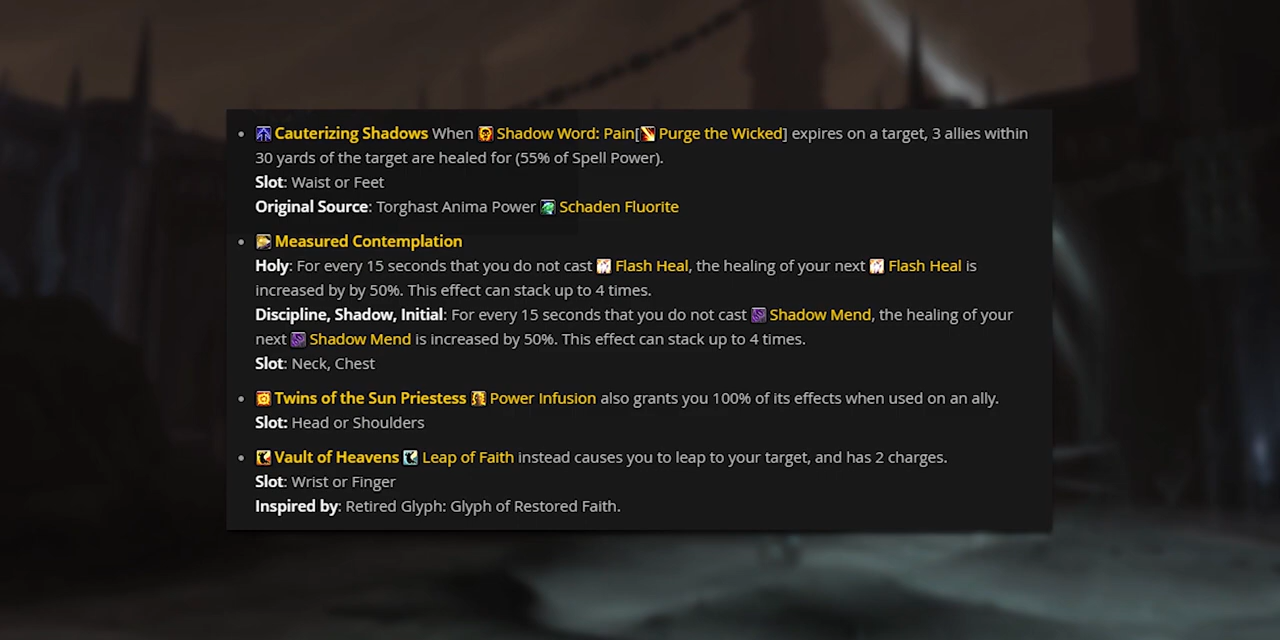 Cauterizing Shadows When Shadow Word: Pain[Purge the Wicked] expires on a target, 3 allies within
30 yards of the target are healed for (55% of Spell Power).
Slot: Waist or Feet
Original Source: Torghast Anima Power Schaden Fluorite
Measured Contemplation
Holy: For every 15 seconds that you do not cast Flash Heal, the healing of your next Flash Heal is
increased by by 50%. This effect can stack up to 4 times.
Discipline, Shadow, Initial: For every 15 seconds that you do not cast Shadow Mend, the healing of your
next Shadow Mend is increased by 50%. This effect can stack up to 4 times.
Slot: Neck, Chest
Twins of the Sun Priestess Power Infusion also grants you 100% of its effects when used on an ally.
Slot: Head or Shoulders
Vault of Heavens Leap of Faith instead causes you to leap to your target, and has 2 charges.
Slot: Wrist or Finger
Inspired by: Retired Glyph: Glyph of Restored Faith.